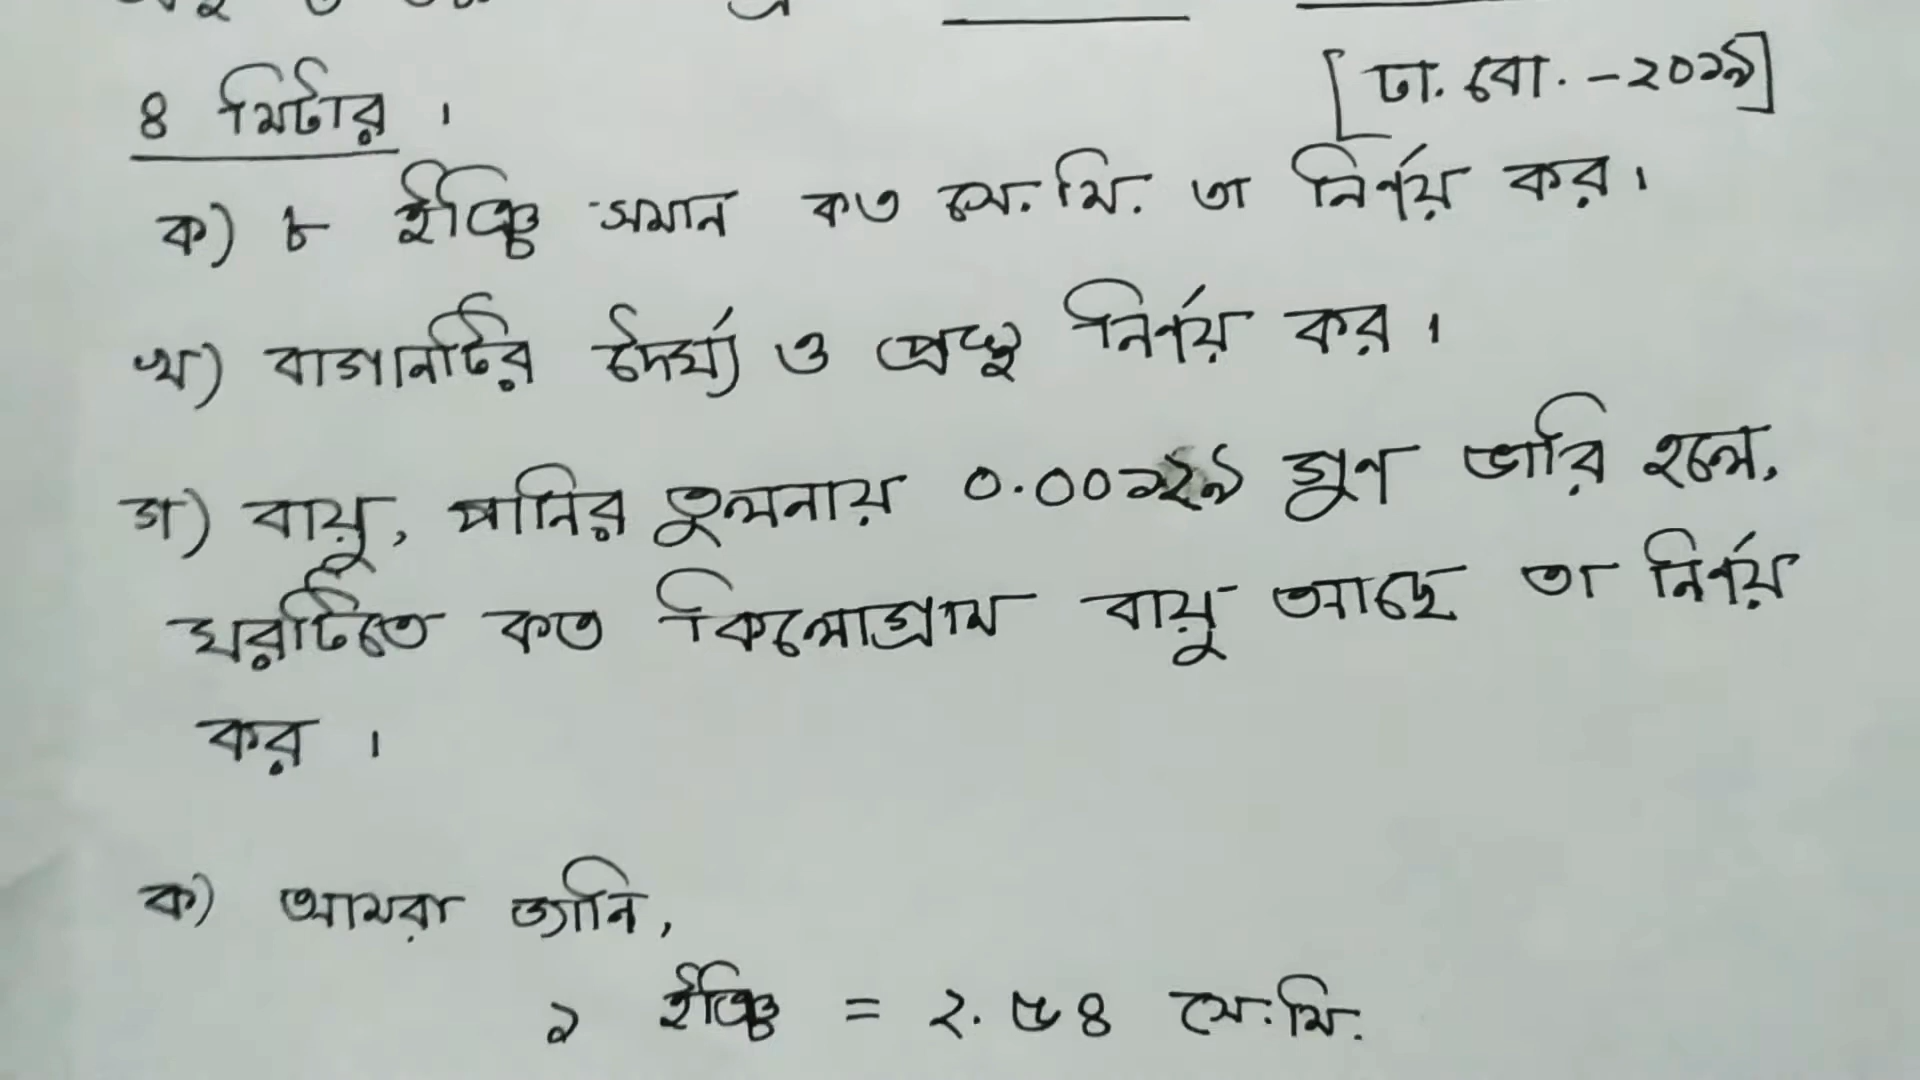 ৪ মিটার।
[ঢা. বো. - ২০১৯]
ক) ৮ ইঞ্চি সমান কত সে.মি. তা নির্ণয় কর।
খ) বাগানটির দৈর্ঘ্য ও প্রস্থ নির্ণয় কর।
গ) বায়ু, পানির তুলনায় ০.০০১২৯ গুণ ভারি হলে,
ঘরটিতে কত কিলোগ্রাম বায়ু আছে তা নির্ণয়
কর।
ক) আমরা জানি,
১ ইঞ্চি = ২.৫৪ সে.মি.